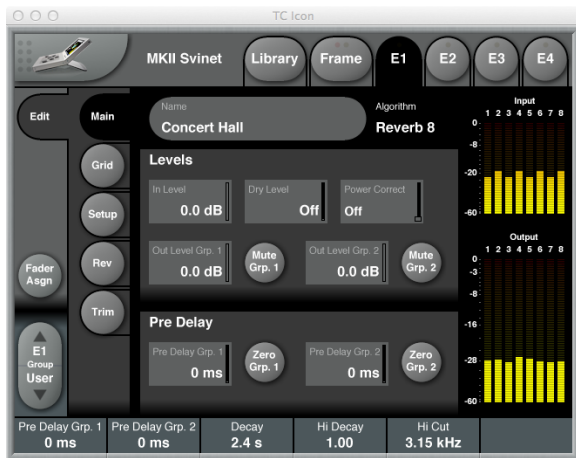 TC Icon
MKII Svinet
Library
Frame
E1
E2
E3
E4
Edit
Main
Name
Concert Hall
Algorithm
Reverb 8
Input
1 2 3 4 5 6 7 8
0
-8
-20
-60
Grid
Setup
Rev
Trim
Levels
In Level
0.0 dB
Dry Level
Off
Power Correct
Off
Out Level Grp. 1
0.0 dB
Mute
Grp. 1
Out Level Grp. 2
0.0 dB
Mute
Grp. 2
Output
1 2 3 4 5 6 7 8
0
-3
-8
-16
-28
-60
Fader
Asgn
E1
Group
User
Pre Delay
Pre Delay Grp. 1
0 ms
Zero
Grp. 1
Pre Delay Grp. 2
0 ms
Zero
Grp. 2
Pre Delay Grp. 1
0 ms
Pre Delay Grp. 2
0 ms
Decay
2.4 s
Hi Decay
1.00
Hi Cut
3.15 kHz